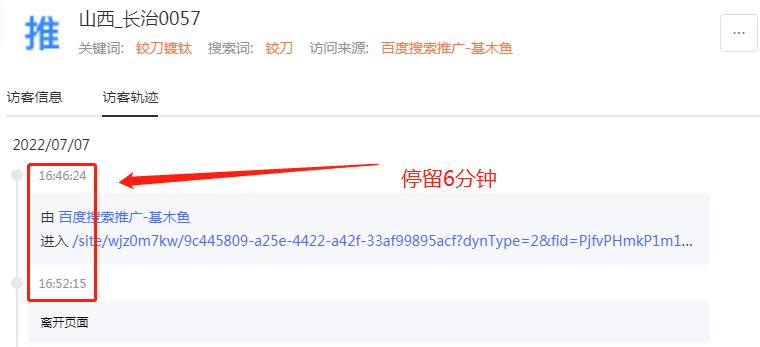 推
山西_长治0057
关键词: 铰刀镀钛 搜索词: 铰刀 访问来源: 百度搜索推广-基木鱼
...
访客信息 访客轨迹
2022/07/07
16:46:24
停留6分钟
由 百度搜索推广-基木鱼
进入 /site/wjz0m7kw/9c445809-a25e-4422-a42f-33af99895acf?dynType=2&fid=PjfvPHmkP1m1...
16:52:15
离开页面